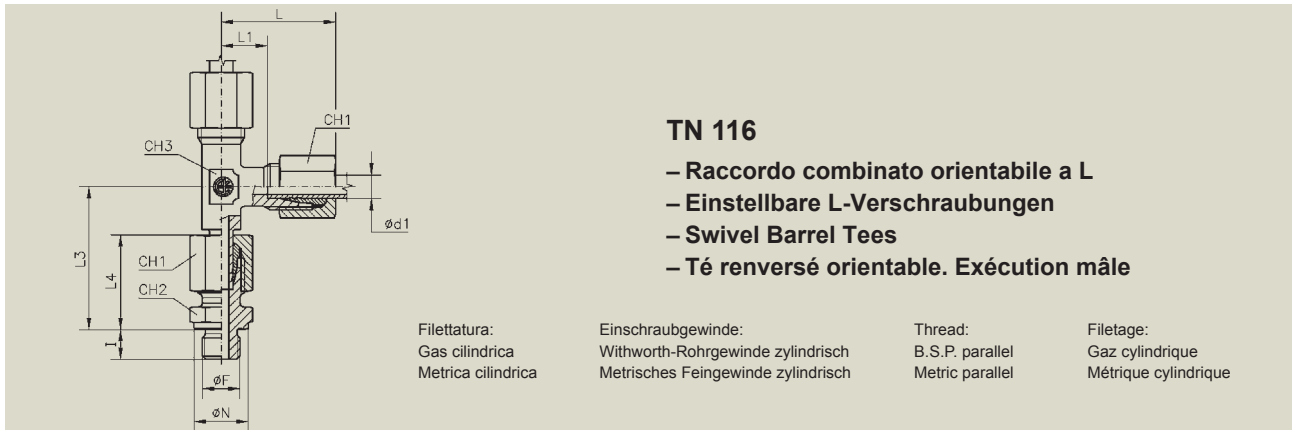 L
L1
CH1
CH3
Ød1
L3
L4
CH1
CH2
I
ØF
ØN
TN 116
– Raccordo combinato orientabile a L
– Einstellbare L-Verschraubungen
– Swivel Barrel Tees
– Té renversé orientable. Exécution mâle
Filettatura: Einschraubgewinde: Thread: Filetage:
Gas cilindrica Withworth-Rohrgewinde zylindrisch B.S.P. parallel Gaz cylindrique
Metrica cilindrica Metrisches Feingewinde zylindrisch Metric parallel Métrique cylindrique